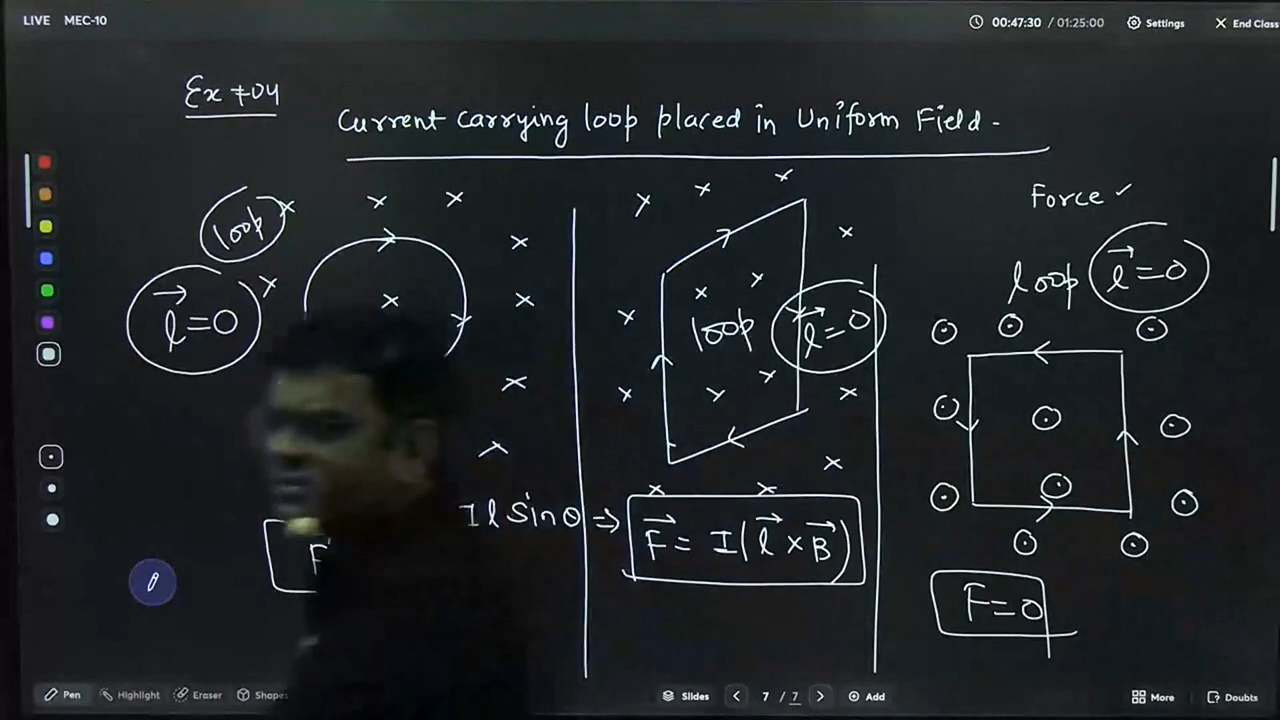 LIVE MEC-10
00:47:30 / 01:25:00 Settings End Class
Ex +04
Current carrying loop placed in Uniform Field -
loop
l⃗=0
loop
l⃗=0
Force ✓
loop l⃗=0
F
Il Sinθ ⇒ F⃗ = I(l⃗ × B⃗)
F=0
Pen Highlight Eraser Shape
Slides 7 / 7 Add
More Doubts